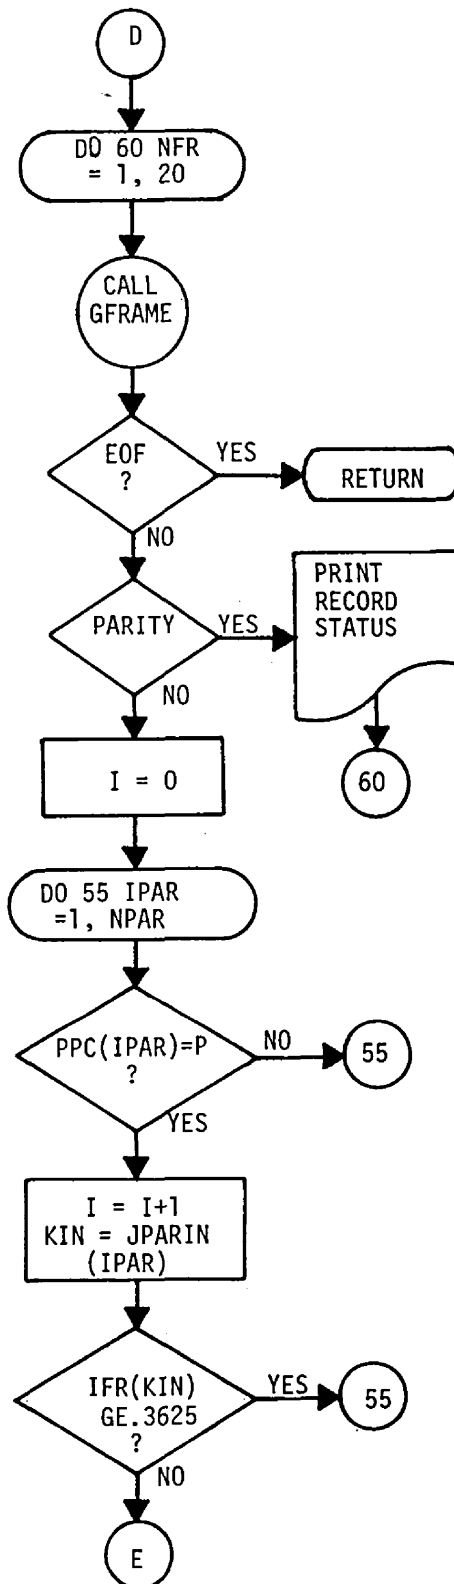 D
DO 60 NFR
= 1, 20
CALL
GFRAME
EOF
?
YES
RETURN
NO
PARITY
YES
PRINT
RECORD
STATUS
NO
60
I = 0
DO 55 IPAR
=1, NPAR
PPC(IPAR)=P
?
NO
55
YES
I = I+1
KIN = JPARIN
(IPAR)
IFR(KIN)
GE.3625
?
YES
55
NO
E